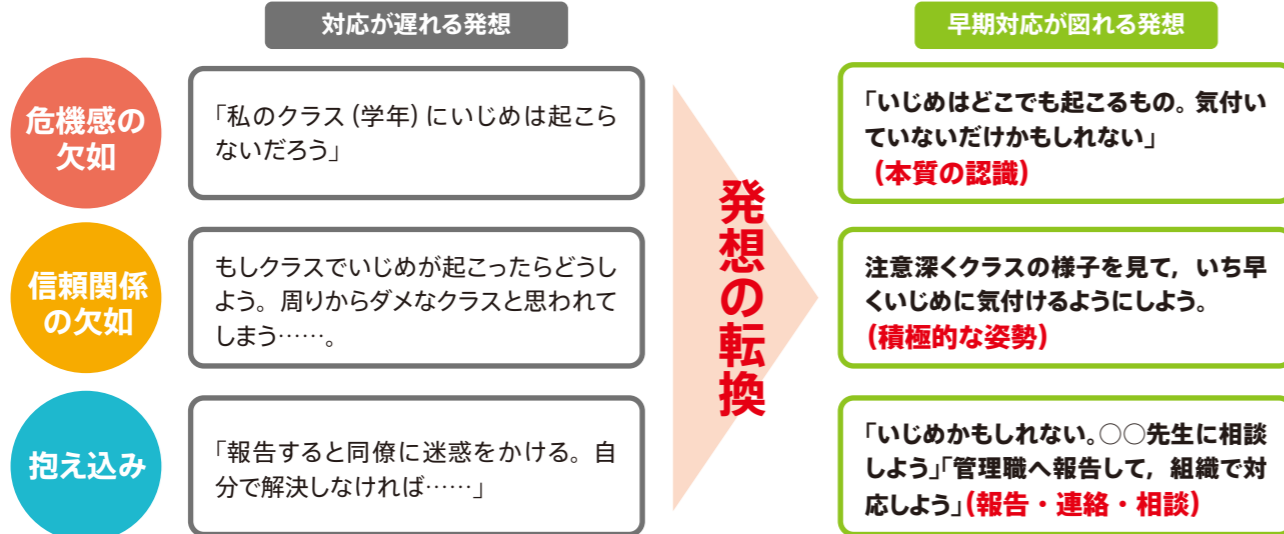 対応が遅れる発想
早期対応が図れる発想
危機感の
欠如
「私のクラス(学年)にいじめは起こら
ないだろう」
「いじめはどこでも起こるもの。気付い
ていないだけかもしれない」
(本質の認識)
発想の転換
信頼関係
の欠如
もしクラスでいじめが起こったらどうし
よう。周りからダメなクラスと思われて
しまう……。
注意深くクラスの様子を見て,いち早
くいじめに気付けるようにしよう。
(積極的な姿勢)
抱え込み
「報告すると同僚に迷惑をかける。自
分で解決しなければ……」
「いじめかもしれない。○○先生に相談
しよう」「管理職へ報告して,組織で対
応しよう」(報告・連絡・相談)